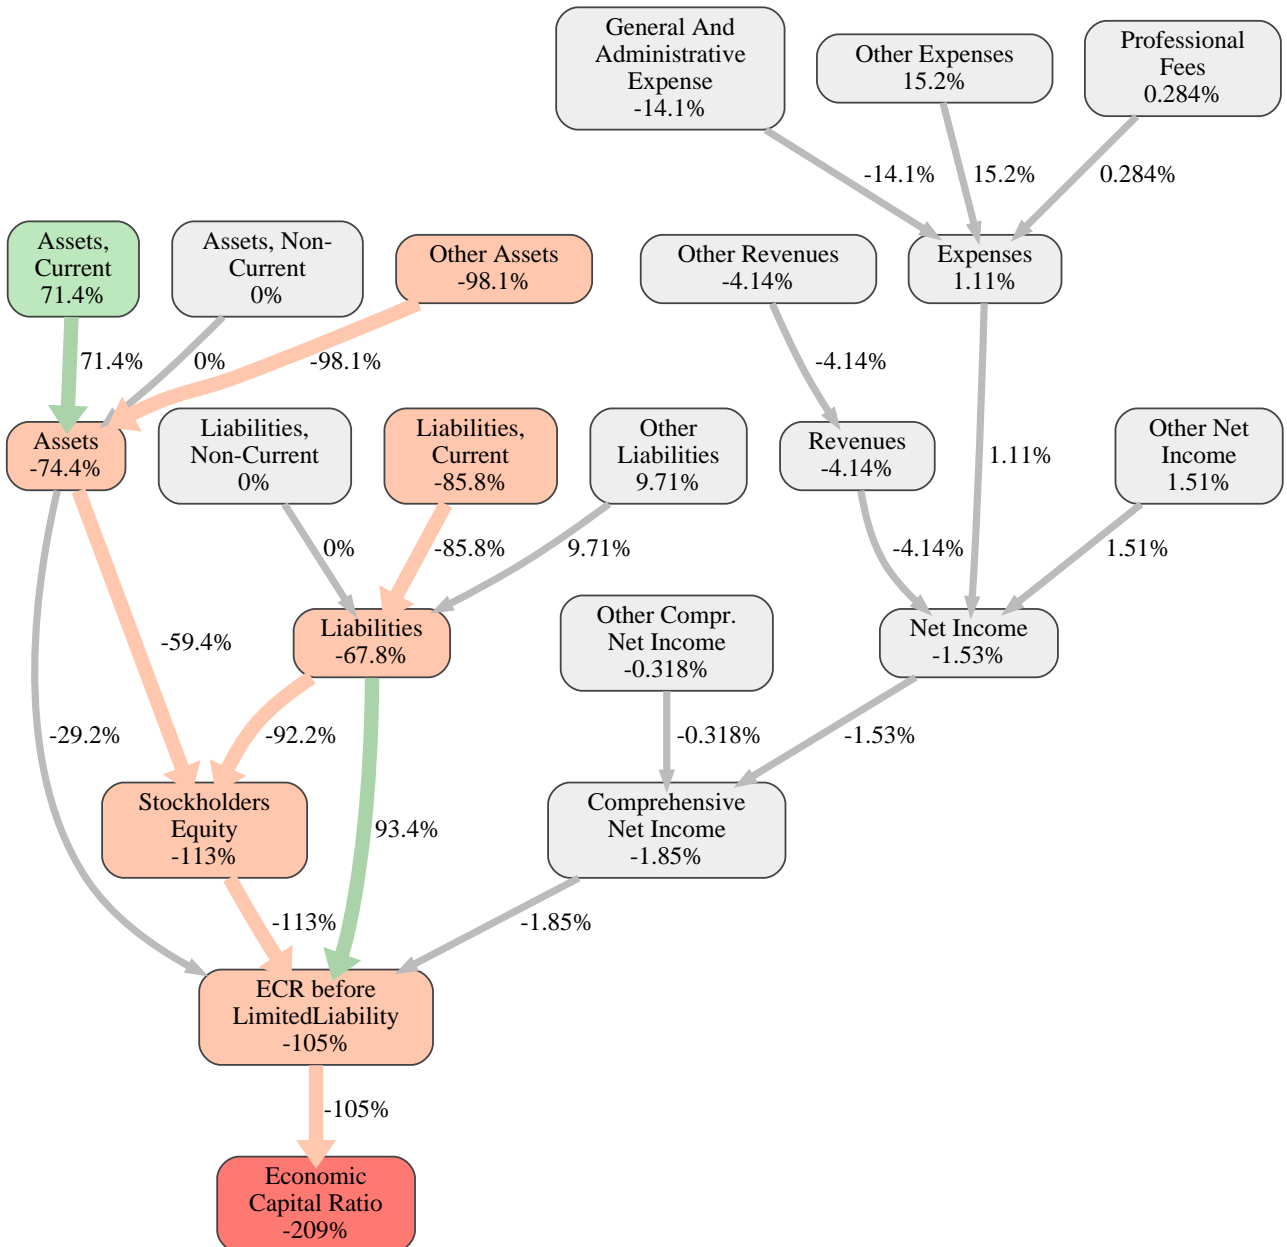 General And
Administrative
Expense
-14.1%
Other Expenses
15.2%
Professional
Fees
0.284%
-14.1%
15.2%
0.284%
Assets,
Current
71.4%
Assets, Non-
Current
0%
Other Assets
-98.1%
Other Revenues
-4.14%
Expenses
1.11%
71.4%
0%
-98.1%
-4.14%
Assets
-74.4%
Liabilities,
Non-Current
0%
Liabilities,
Current
-85.8%
Other
Liabilities
9.71%
Revenues
-4.14%
1.11%
Other Net
Income
1.51%
0%
-85.8%
9.71%
-4.14%
1.51%
-59.4%
Liabilities
-67.8%
Other Compr.
Net Income
-0.318%
Net Income
-1.53%
-29.2%
-92.2%
-0.318%
-1.53%
Stockholders
Equity
-113%
93.4%
Comprehensive
Net Income
-1.85%
-113%
-1.85%
ECR before
LimitedLiability
-105%
-105%
Economic
Capital Ratio
-209%